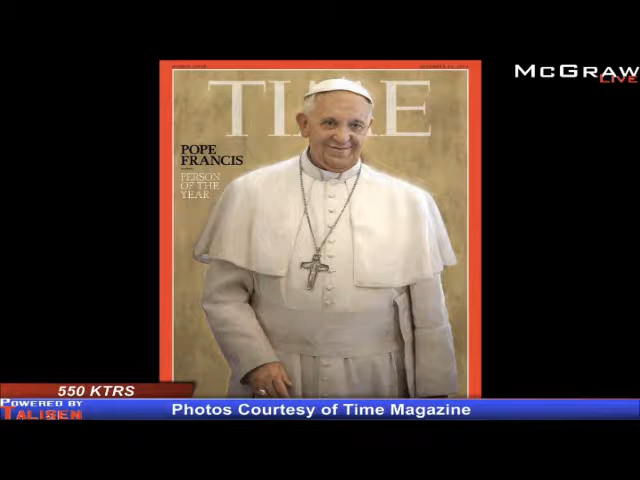 McGRAW
LIVE
TIME
POPE
FRANCIS
PERSON
OF THE
YEAR
550 KTRS
POWERED BY
TALISEN
Photos Courtesy of Time Magazine